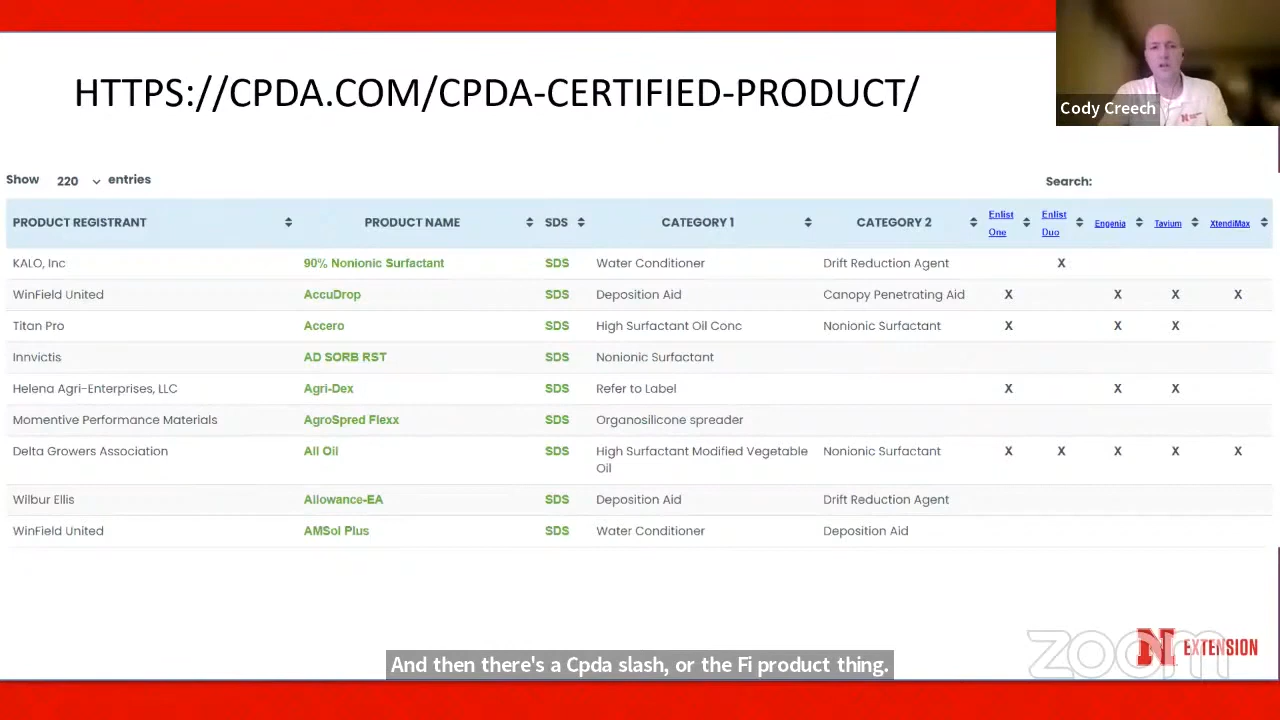 HTTPS://CPDA.COM/CPDA-CERTIFIED-PRODUCT/
Cody Creech
Show 220 entries Search:
PRODUCT REGISTRANT PRODUCT NAME SDS CATEGORY 1 CATEGORY 2 Enlist One Enlist Duo Engenia Tavium XtendiMax
KALO, Inc 90% Nonionic Surfactant SDS Water Conditioner Drift Reduction Agent X
WinField United AccuDrop SDS Deposition Aid Canopy Penetrating Aid X X X X
Titan Pro Accero SDS High Surfactant Oil Conc Nonionic Surfactant X X X
Innvictis AD SORB RST SDS Nonionic Surfactant
Helena Agri-Enterprises, LLC Agri-Dex SDS Refer to Label X X X
Momentive Performance Materials AgroSpred Flexx SDS Organosilicone spreader
Delta Growers Association All Oil SDS High Surfactant Modified Vegetable Nonionic Surfactant X X X X X
Oil
Wilbur Ellis Allowance-EA SDS Deposition Aid Drift Reduction Agent
WinField United AMSol Plus SDS Water Conditioner Deposition Aid
zoom
N EXTENSION
And then there's a Cpda slash, or the Fi product thing.